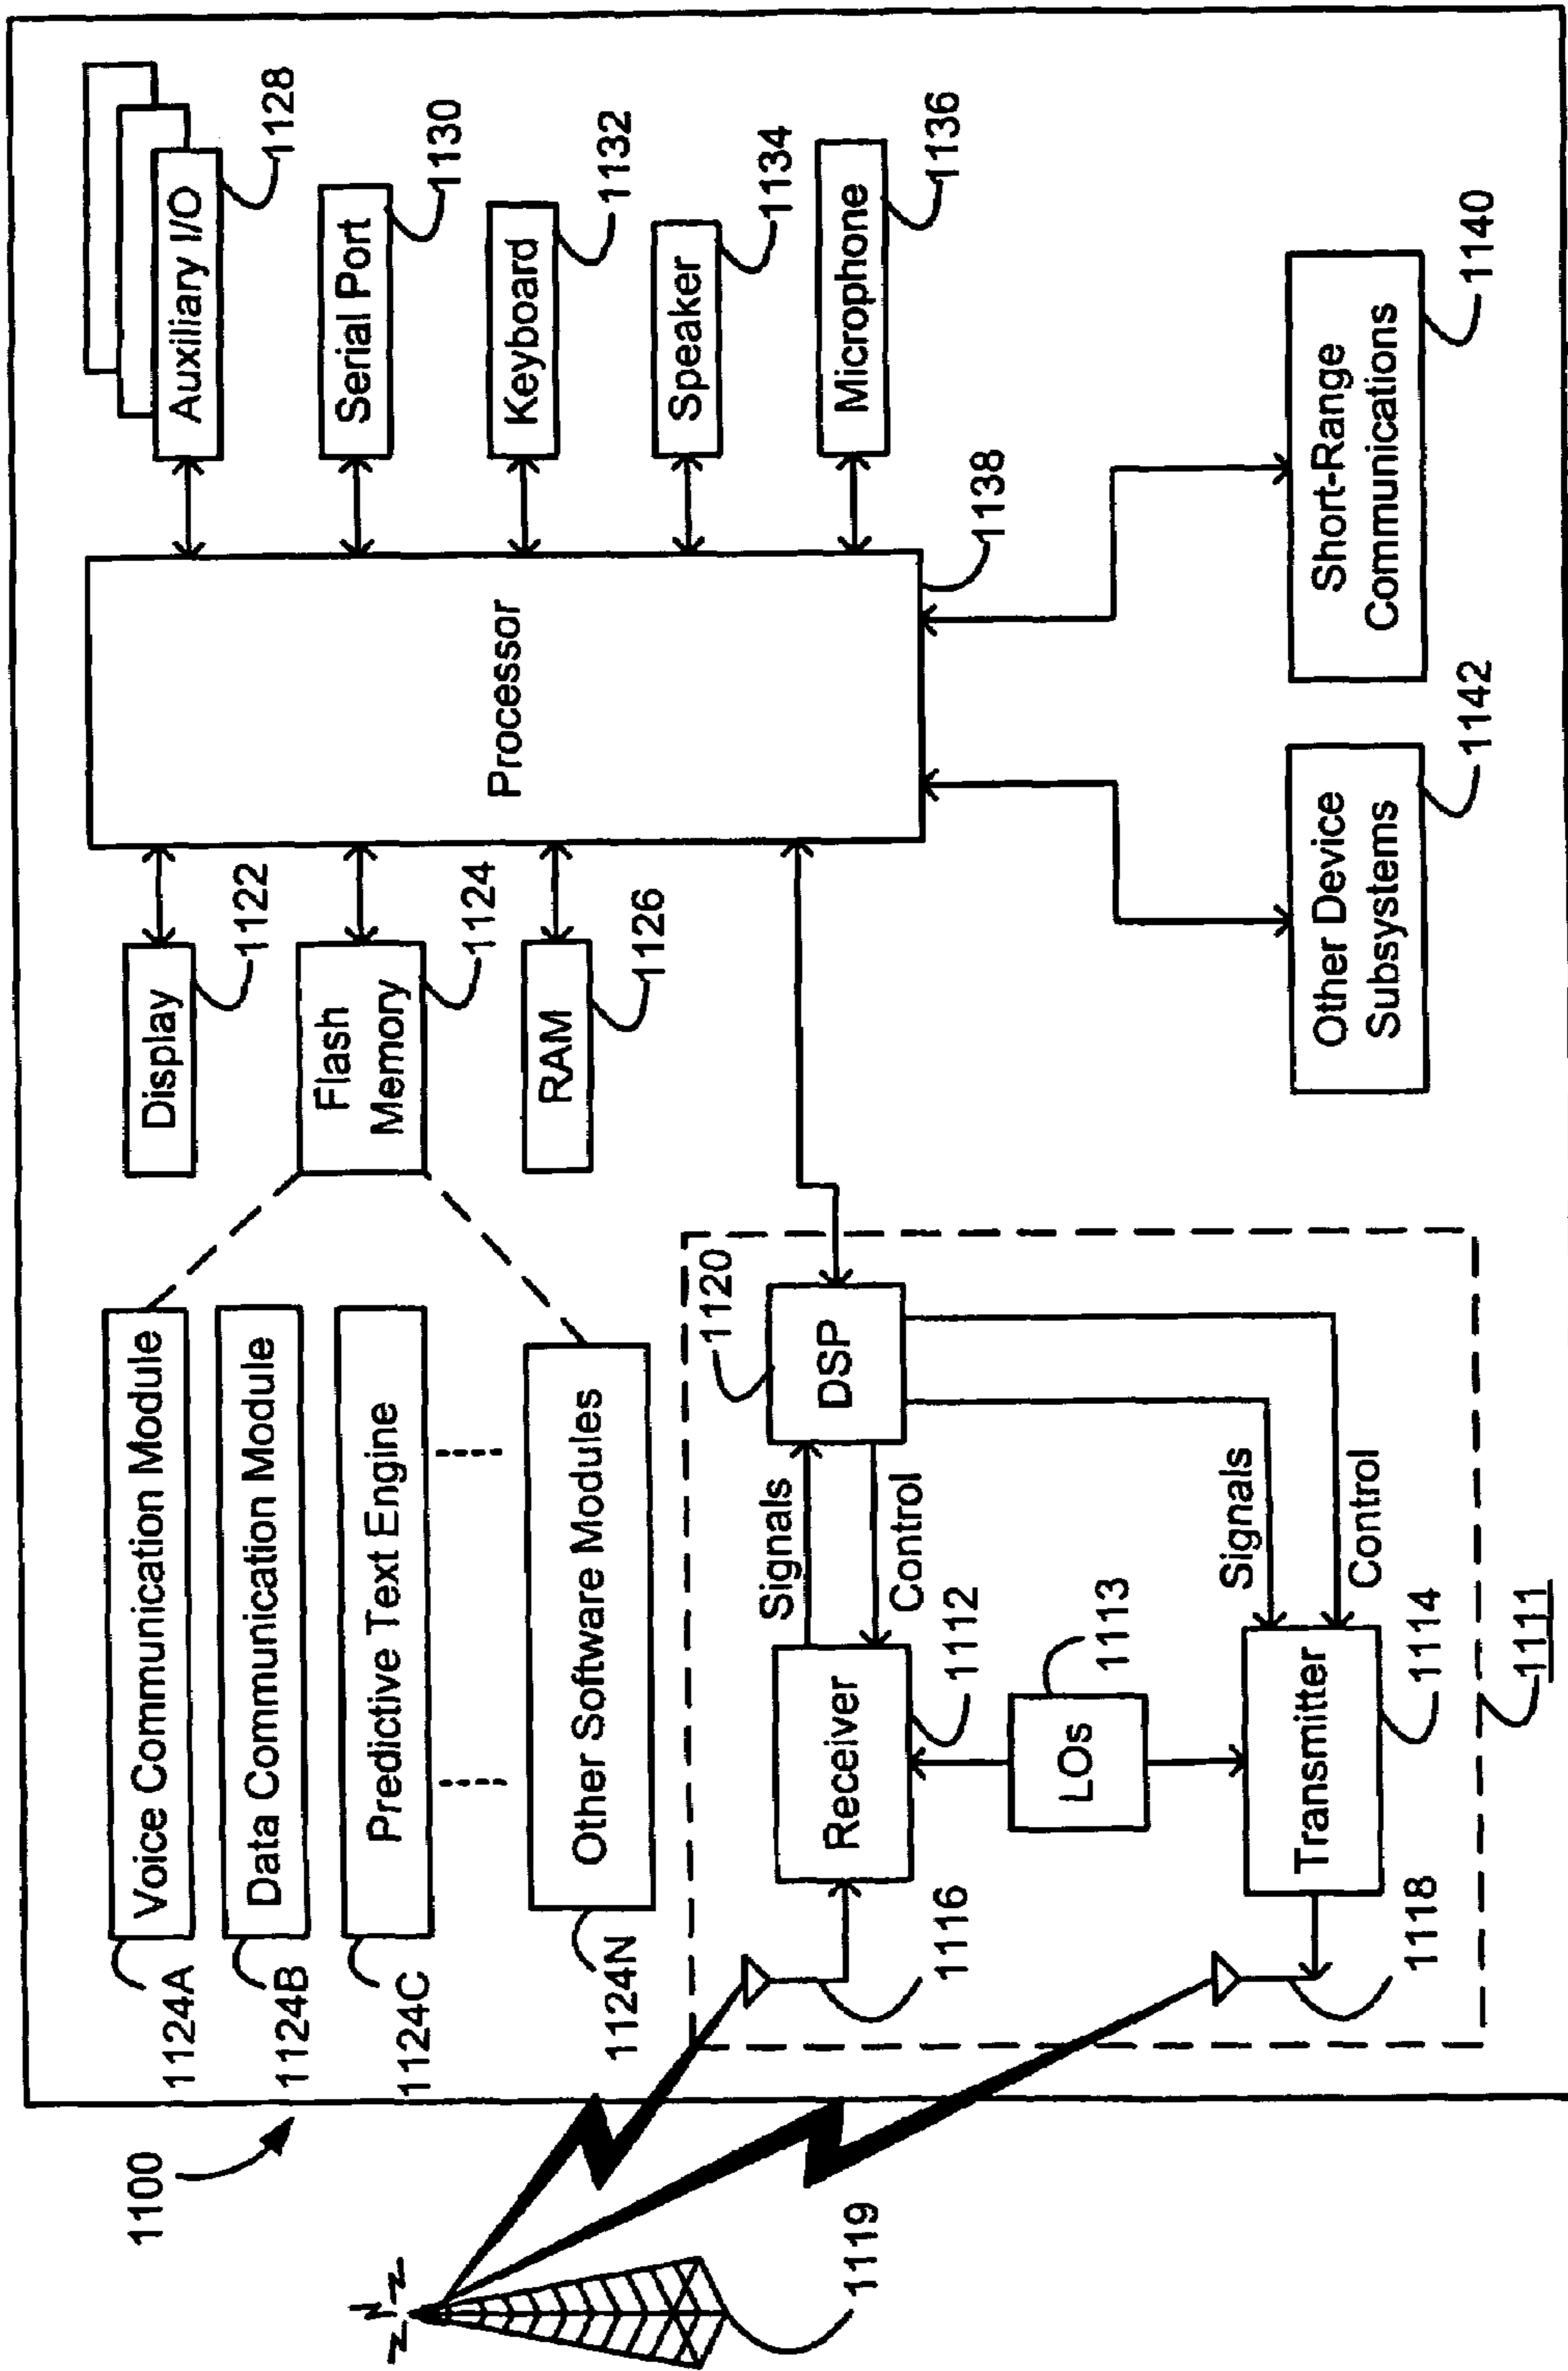 1100
1119
Voice Communication Module
1124A
Data Communication Module
1124B
Predictive Text Engine
1124C
Other Software Modules
1124N
Display
1122
Flash
Memory
1124
RAM
1126
Processor
1138
Auxiliary I/O
1128
Serial Port
1130
Keyboard
1132
Speaker
1134
Microphone
1136
Short-Range
Communications
1140
Other Device
Subsystems
1142
DSP
1120
Signals
Control
Receiver
1112
1116
LOs
1113
Signals
Control
Transmitter
1114
1118
1111